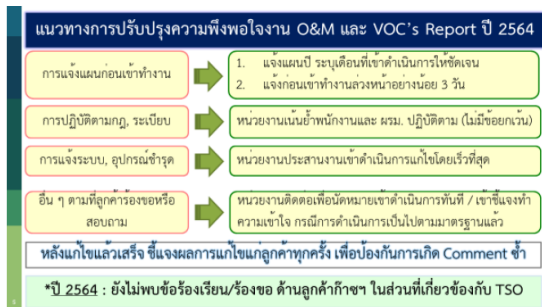 แนวทางการปรับปรุงความพึงพอใจงาน O&M และ VOC's Report ปี 2564
การแจ้งแผนก่อนเข้าทำงาน
1. แจ้งแผนปี ระบุเดือนที่เข้าดำเนินการให้ชัดเจน
2. แจ้งก่อนเข้าทำงานล่วงหน้าอย่างน้อย 3 วัน
การปฏิบัติตามกฎ, ระเบียบ
หน่วยงานเน้นย้ำพนักงานและ ผรม. ปฏิบัติตาม (ไม่มีข้อยกเว้น)
การแจ้งระบบ, อุปกรณ์ชำรุด
หน่วยงานประสานงานเข้าดำเนินการแก้ไขโดยเร็วที่สุด
อื่น ๆ ตามที่ลูกค้าร้องขอหรือ
สอบถาม
หน่วยงานติดต่อเพื่อนัดหมายเข้าดำเนินการทันที / เข้าชี้แจงทำ
ความเข้าใจ กรณีการดำเนินการเป็นไปตามมาตรฐานแล้ว
หลังแก้ไขแล้วเสร็จ ชี้แจงผลการแก้ไขแก่ลูกค้าทุกครั้ง เพื่อป้องกันการเกิด Comment ซ้ำ
*ปี 2564 : ยังไม่พบข้อร้องเรียน/ร้องขอ ด้านลูกค้าก๊าซฯ ในส่วนที่เกี่ยวข้องกับ TSO